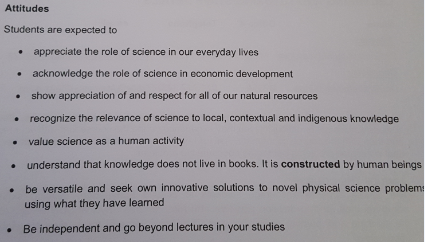 Attitudes
Students are expected to
• appreciate the role of science in our everyday lives
• acknowledge the role of science in economic development
• show appreciation of and respect for all of our natural resources
• recognize the relevance of science to local, contextual and indigenous knowledge
• value science as a human activity
• understand that knowledge does not live in books. It is constructed by human beings
• be versatile and seek own innovative solutions to novel physical science problems
using what they have learned
• Be independent and go beyond lectures in your studies